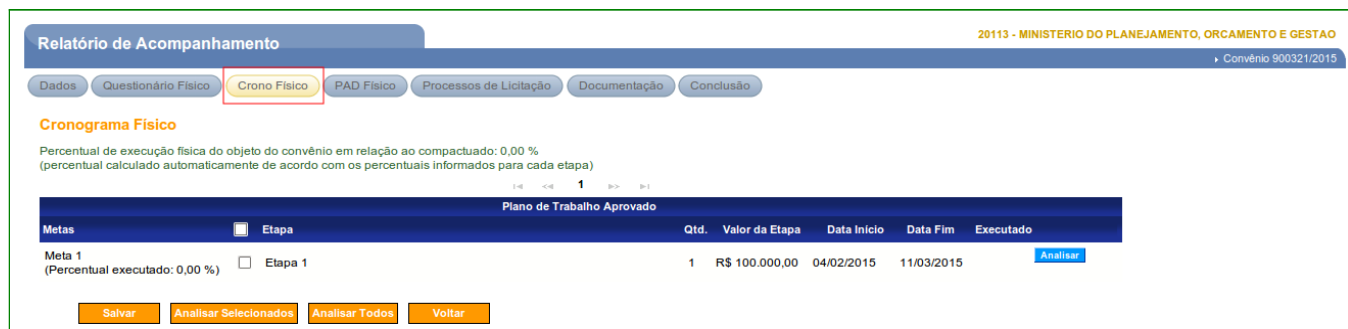 20113 - MINISTERIO DO PLANEJAMENTO, ORCAMENTO E GESTAO
Relatório de Acompanhamento
Convênio 900321/2015
Dados Questionário Físico Crono Físico PAD Físico Processos de Licitação Documentação Conclusão
Cronograma Físico
Percentual de execução física do objeto do convênio em relação ao compactuado: 0,00 %
(percentual calculado automaticamente de acordo com os percentuais informados para cada etapa)
1
Plano de Trabalho Aprovado
Metas Etapa Qtd. Valor da Etapa Data Início Data Fim Executado
Meta 1
(Percentual executado: 0,00 %) Etapa 1 1 R$ 100.000,00 04/02/2015 11/03/2015 Analisar
Salvar Analisar Selecionados Analisar Todos Voltar